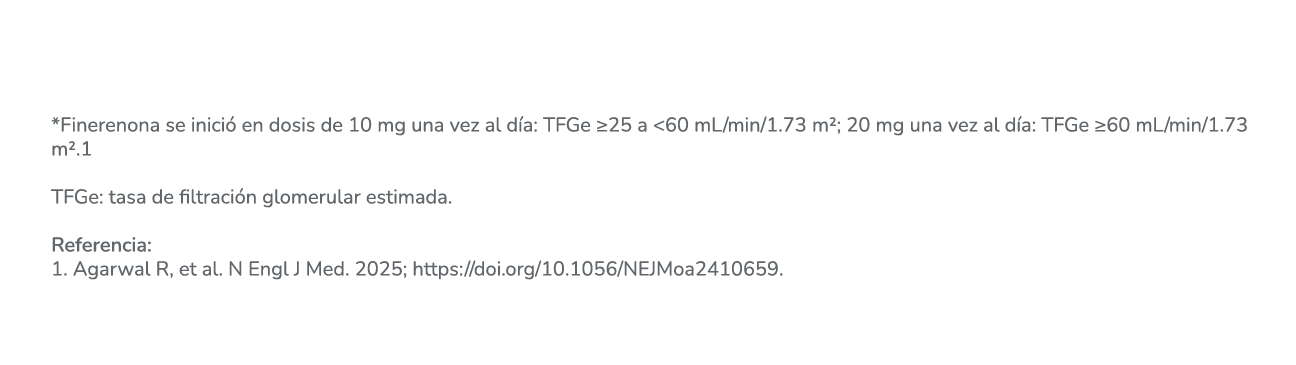 *Finerenona se inició en dosis de 10 mg una vez al día: TFGe ≥25 a <60 mL/min/1.73 m²; 20 mg una vez al día: TFGe ≥60 mL/min/1.73
m².1
TFGe: tasa de filtración glomerular estimada.
Referencia:
1. Agarwal R, et al. N Engl J Med. 2025; https://doi.org/10.1056/NEJMoa2410659.